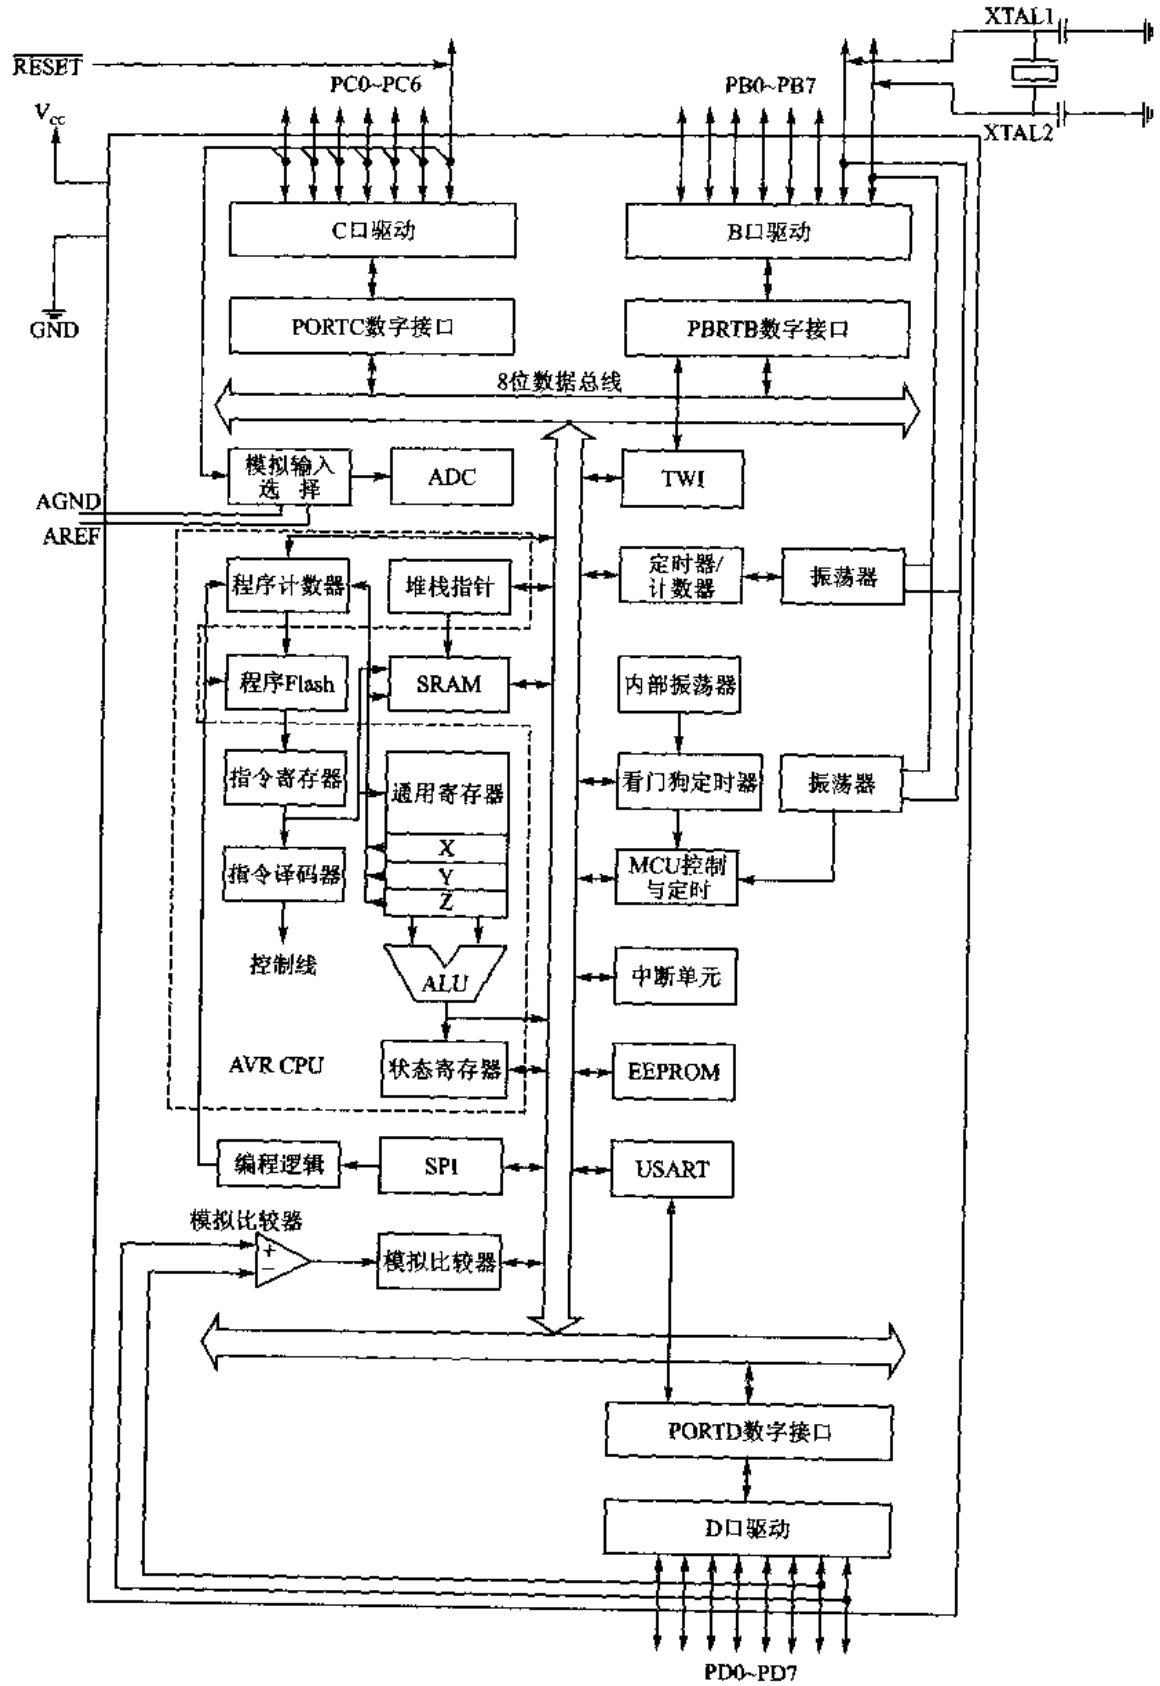 XTAL1
RESET
PC0~PC6
PB0~PB7
Vcc
XTAL2
C口驱动
B口驱动
GND
PORTC数字接口
PBRTB数字接口
8位数据总线
模拟输入
选 择
ADC
TWI
AGND
AREF
程序计数器
堆栈指针
定时器/
计数器
振荡器
程序Flash
SRAM
内部振荡器
指令寄存器
通用寄存器
看门狗定时器
振荡器
X
指令译码器
Y
Z
MCU控制
与定时
控制线
ALU
中断单元
AVR CPU
状态寄存器
EEPROM
编程逻辑
SPI
USART
模拟比较器
+
−
模拟比较器
PORTD数字接口
D口驱动
PD0~PD7